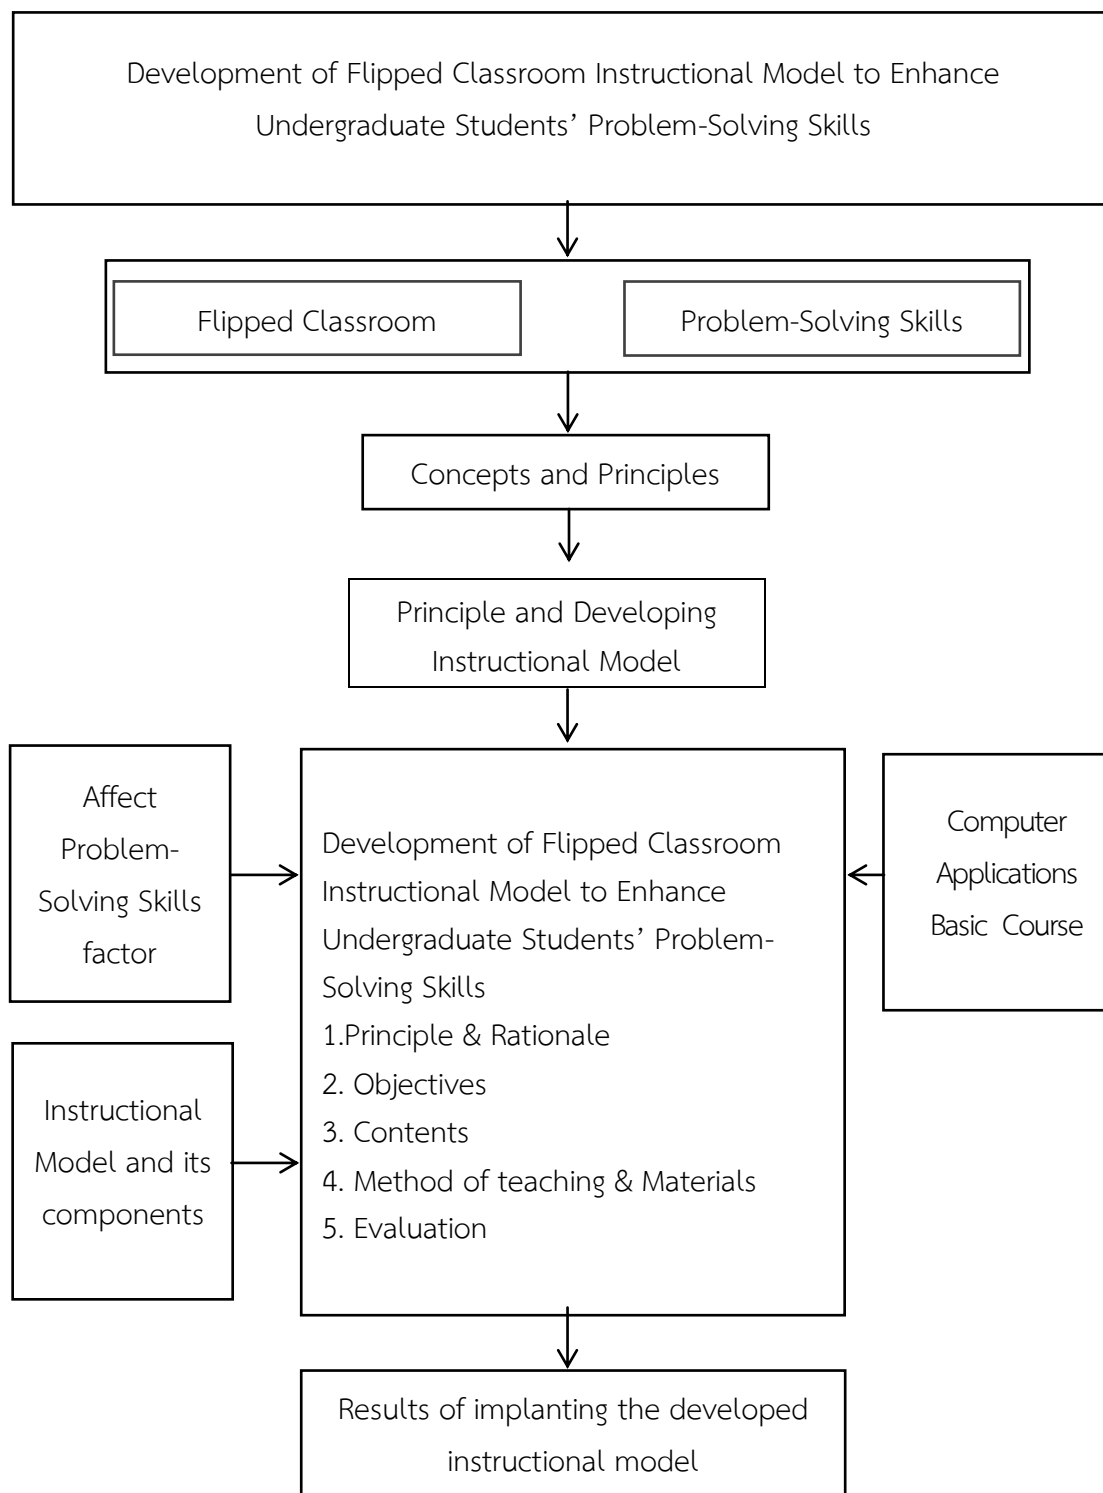 Development of Flipped Classroom Instructional Model to Enhance
Undergraduate Students’ Problem-Solving Skills
Flipped Classroom
Problem-Solving Skills
Concepts and Principles
Principle and Developing
Instructional Model
Affect
Problem-
Solving Skills
factor
Instructional
Model and its
components
Development of Flipped Classroom
Instructional Model to Enhance
Undergraduate Students’ Problem-
Solving Skills
1.Principle & Rationale
2. Objectives
3. Contents
4. Method of teaching & Materials
5. Evaluation
Computer
Applications
Basic Course
Results of implanting the developed
instructional model